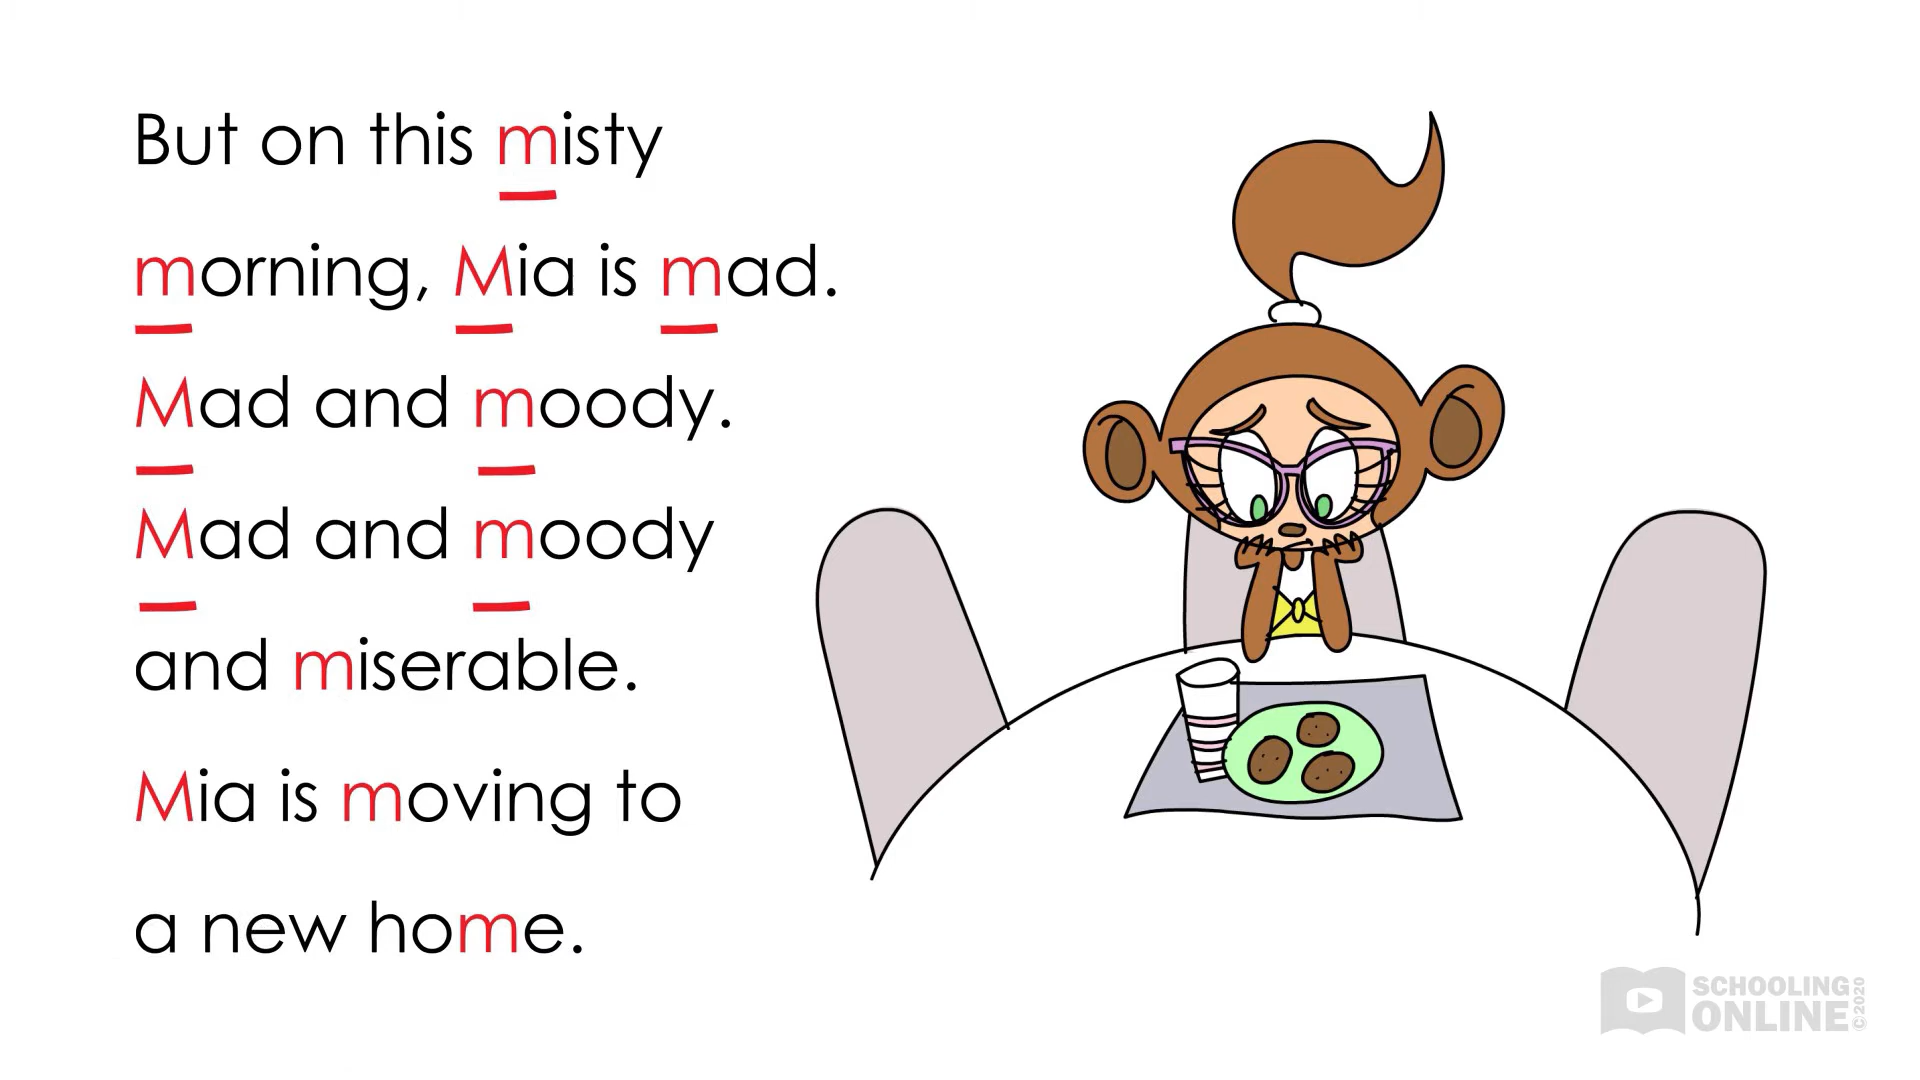 But on this misty
morning, Mia is mad.
Mad and moody.
Mad and moody
and miserable.
Mia is moving to
a new home.
SCHOOLING
ONLINE
©2020